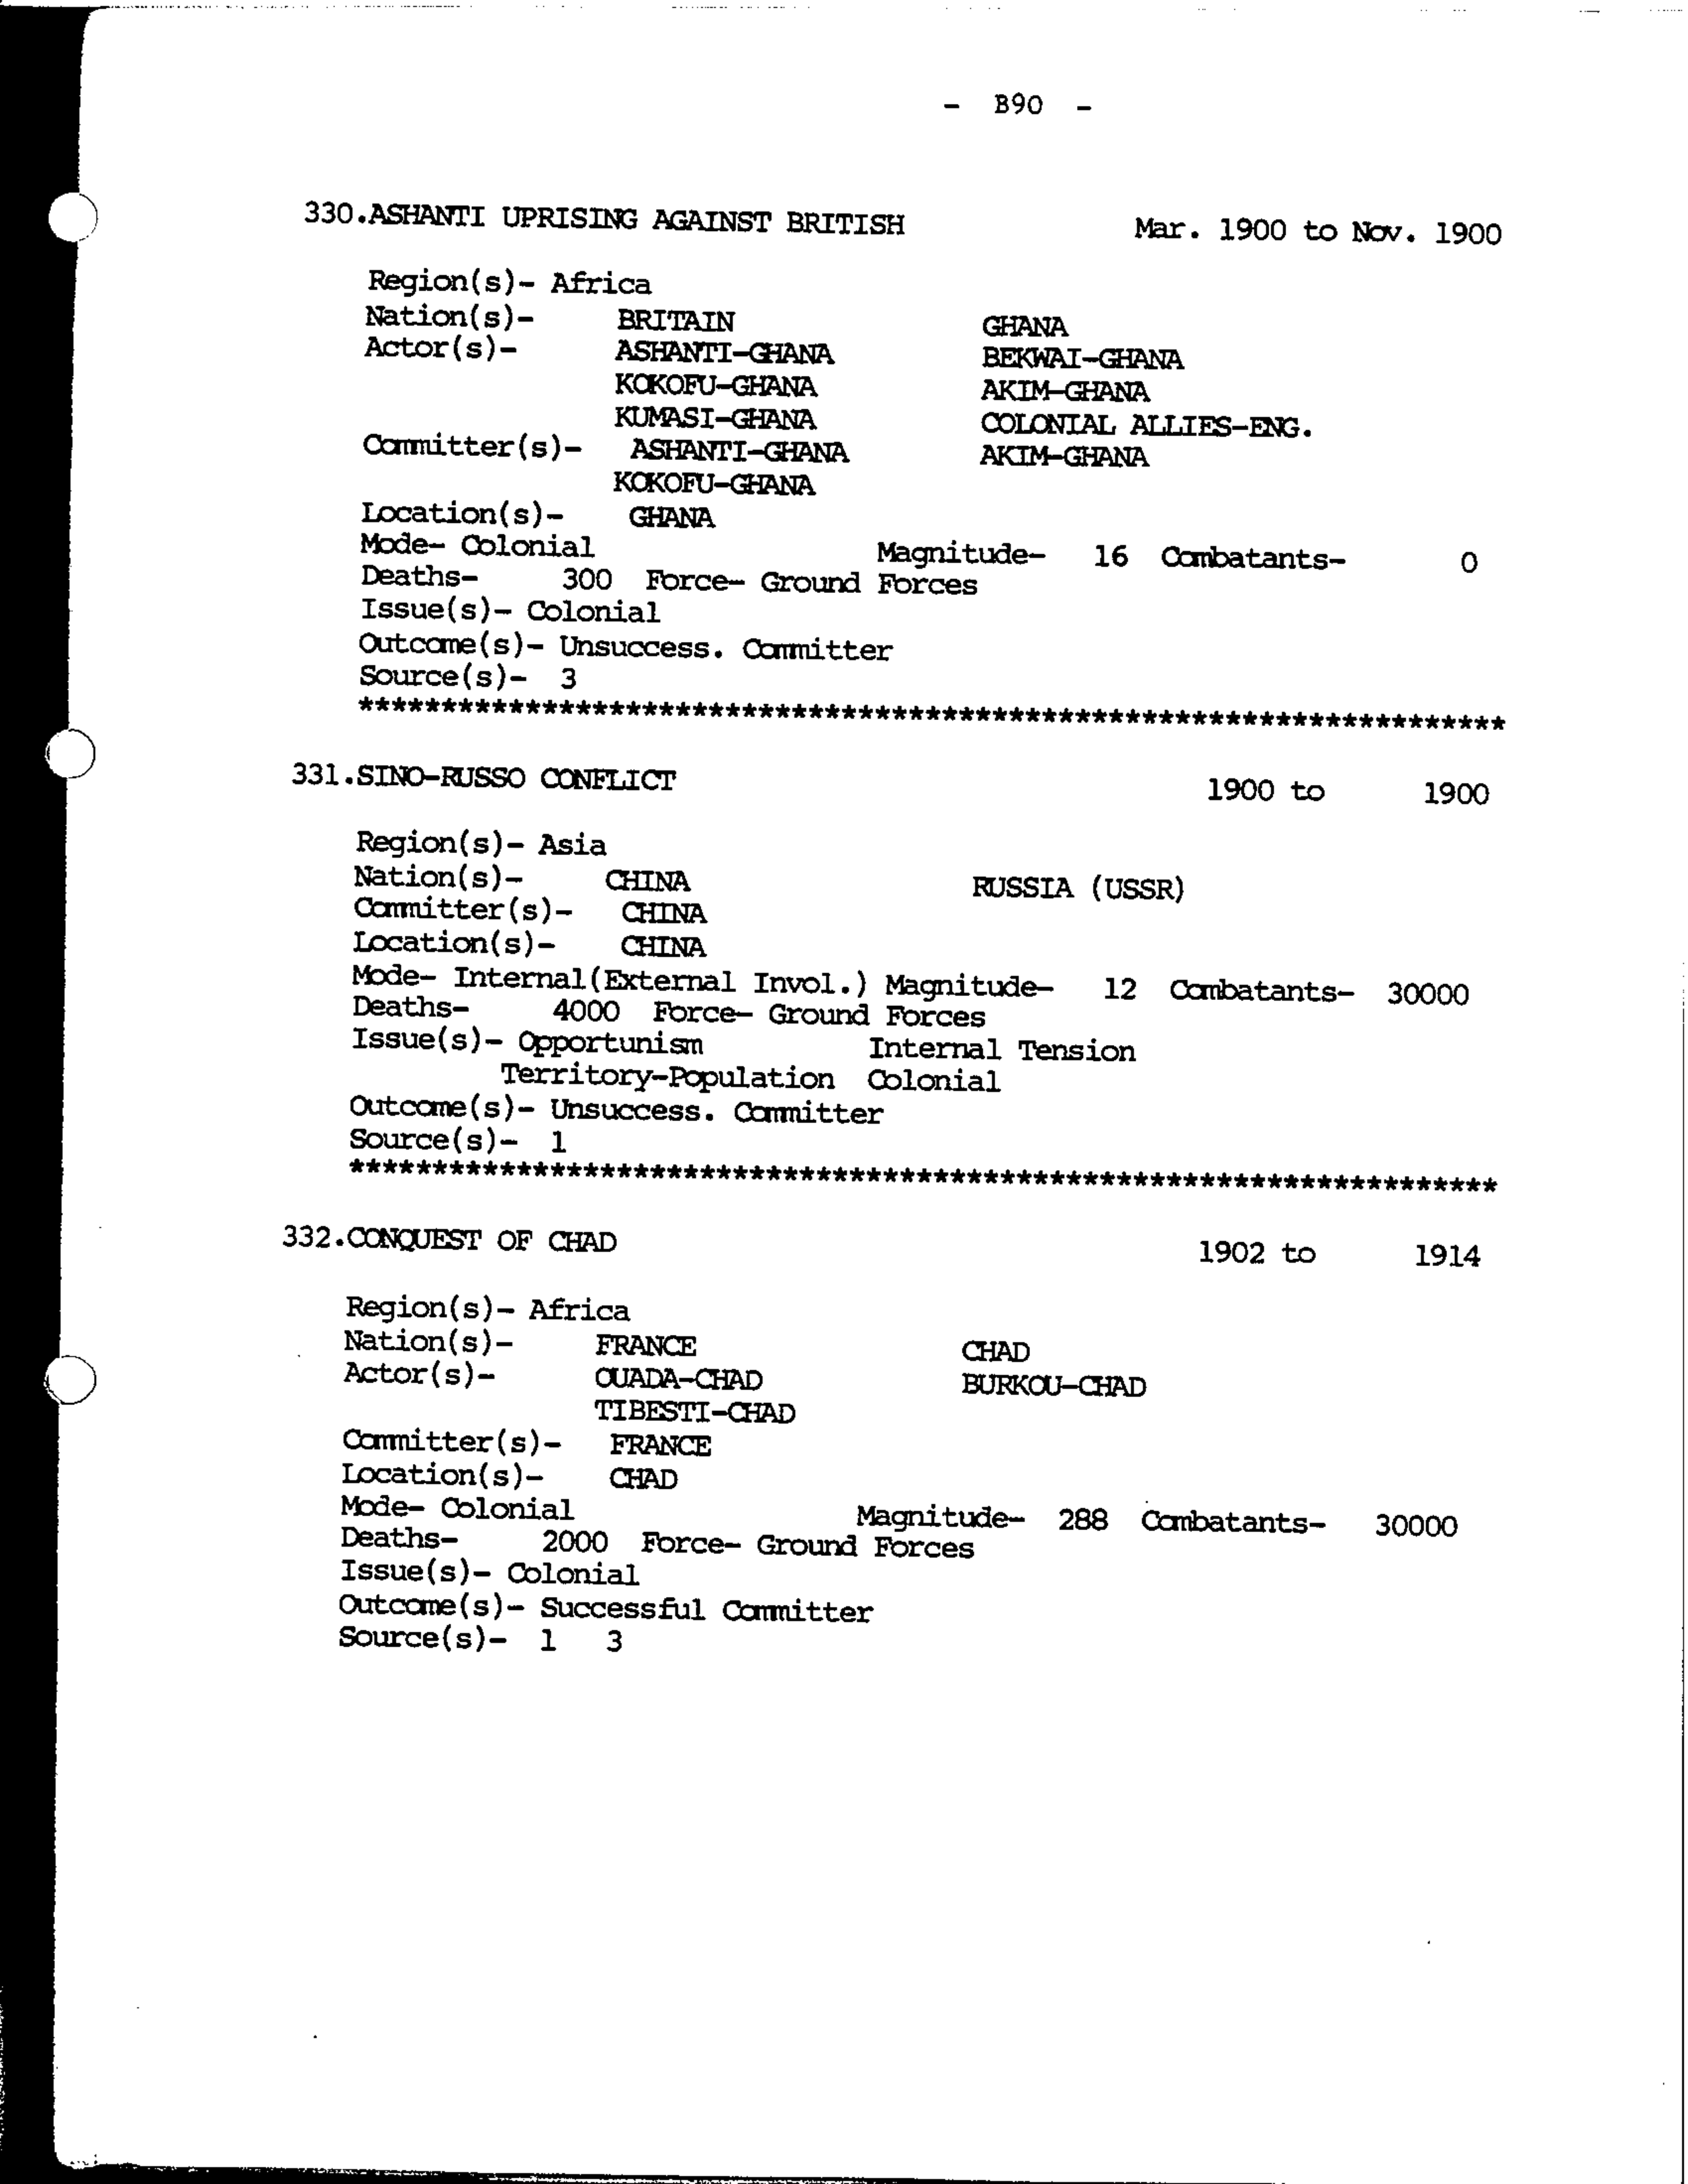 - B90 -
330.ASHANTI UPRISING AGAINST BRITISH Mar. 1900 to Nov. 1900
Region(s)- Africa
Nation(s)- BRITAIN GHANA
Actor(s)- ASHANTI-GHANA BEKWAI-GHANA
KOKOFU-GHANA AKIM-GHANA
KUMASI-GHANA COLONIAL ALLIES-ENG.
Committer(s)- ASHANTI-GHANA AKIM-GHANA
KOKOFU-GHANA
Location(s)- GHANA
Mode- Colonial Magnitude- 16 Combatants- 0
Deaths- 300 Force- Ground Forces
Issue(s)- Colonial
Outcome(s)- Unsuccess. Committer
Source(s)- 3
*********************************************************************
331.SINO-RUSSO CONFLICT 1900 to 1900
Region(s)- Asia
Nation(s)- CHINA RUSSIA (USSR)
Committer(s)- CHINA
Location(s)- CHINA
Mode- Internal(External Invol.) Magnitude- 12 Combatants- 30000
Deaths- 4000 Force- Ground Forces
Issue(s)- Opportunism Internal Tension
Territory-Population Colonial
Outcome(s)- Unsuccess. Committer
Source(s)- 1
*********************************************************************
332.CONQUEST OF CHAD 1902 to 1914
Region(s)- Africa
Nation(s)- FRANCE CHAD
Actor(s)- OUADA-CHAD BURKOU-CHAD
TIBESTI-CHAD
Committer(s)- FRANCE
Location(s)- CHAD
Mode- Colonial Magnitude- 288 Combatants- 30000
Deaths- 2000 Force- Ground Forces
Issue(s)- Colonial
Outcome(s)- Successful Committer
Source(s)- 1 3